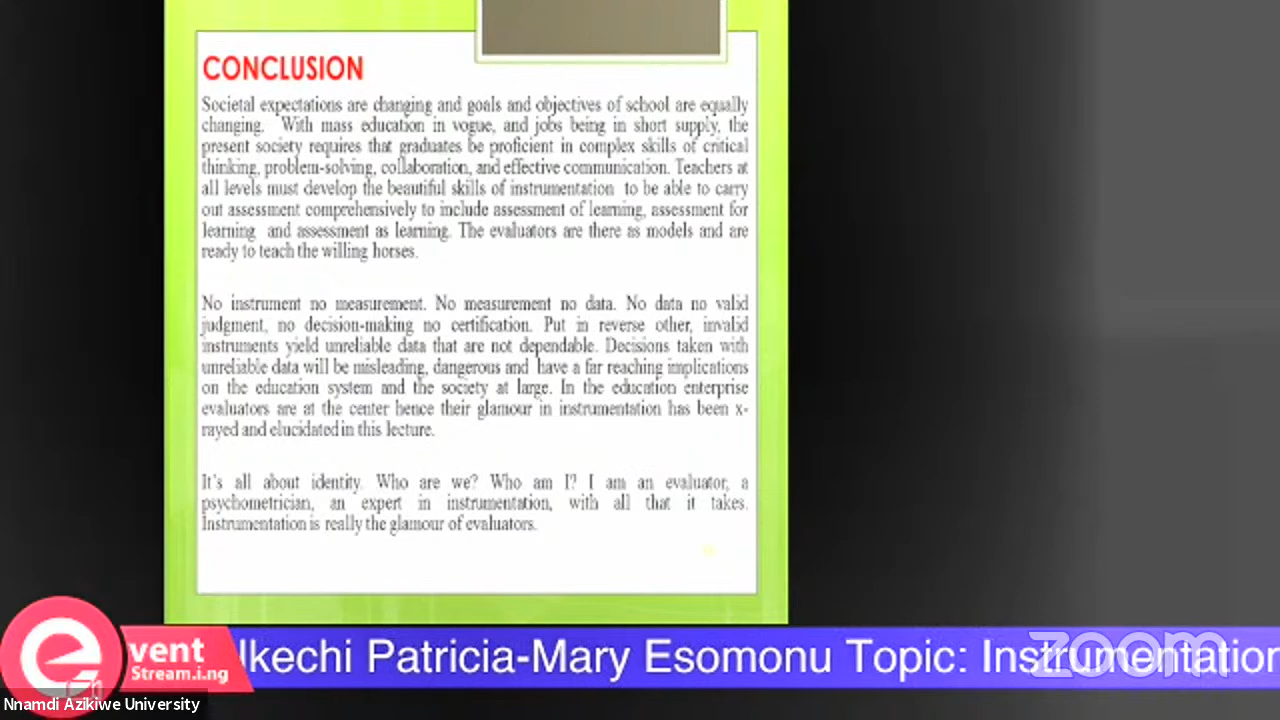 CONCLUSION
Societal expectations are changing and goals and objectives of school are equally
changing. With mass education in vogue, and jobs being in short supply, the
present society requires that graduates be proficient in complex skills of critical
thinking, problem-solving, collaboration, and effective communication. Teachers at
all levels must develop the beautiful skills of instrumentation to be able to carry
out assessment comprehensively to include assessment of learning, assessment for
learning and assessment as learning. The evaluators are there as models and are
ready to teach the willing horses.
No instrument no measurement. No measurement no data. No data no valid
judgment, no decision-making no certification. Put in reverse other, invalid
instruments yield unreliable data that are not dependable. Decisions taken with
unreliable data will be misleading, dangerous and have a far reaching implications
on the education system and the society at large. In the education enterprise
evaluators are at the center hence their glamour in instrumentation has been x-
rayed and elucidated in this lecture.
It's all about identity. Who are we? Who am I? I am an evaluator, a
psychometrician, an expert in instrumentation, with all that it takes.
Instrumentation is really the glamour of evaluators.
event
Stream.i.ng
Ikechi Patricia-Mary Esomonu Topic: Instrumentation
zoom
Nnamdi Azikiwe University